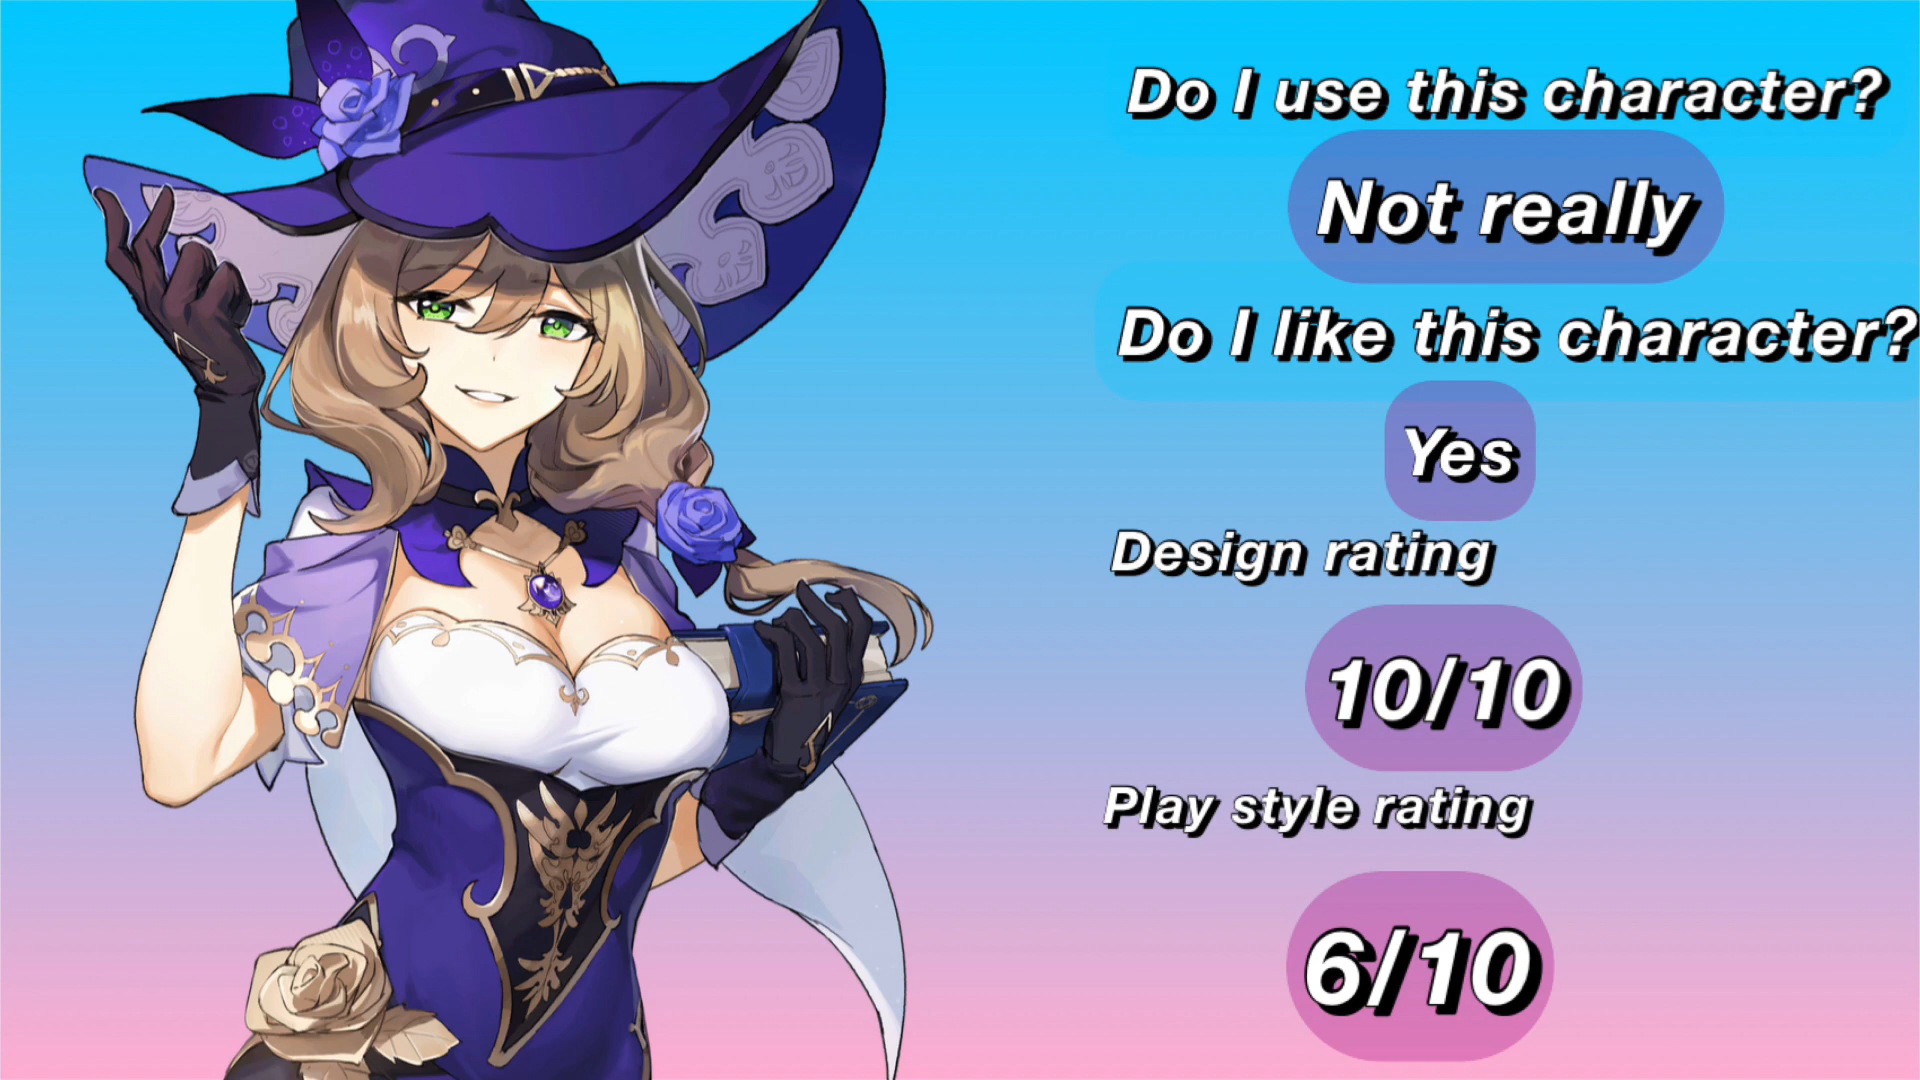 Do I use this character?
Not really
Do I like this character?
Yes
Design rating
10/10
Play style rating
6/10